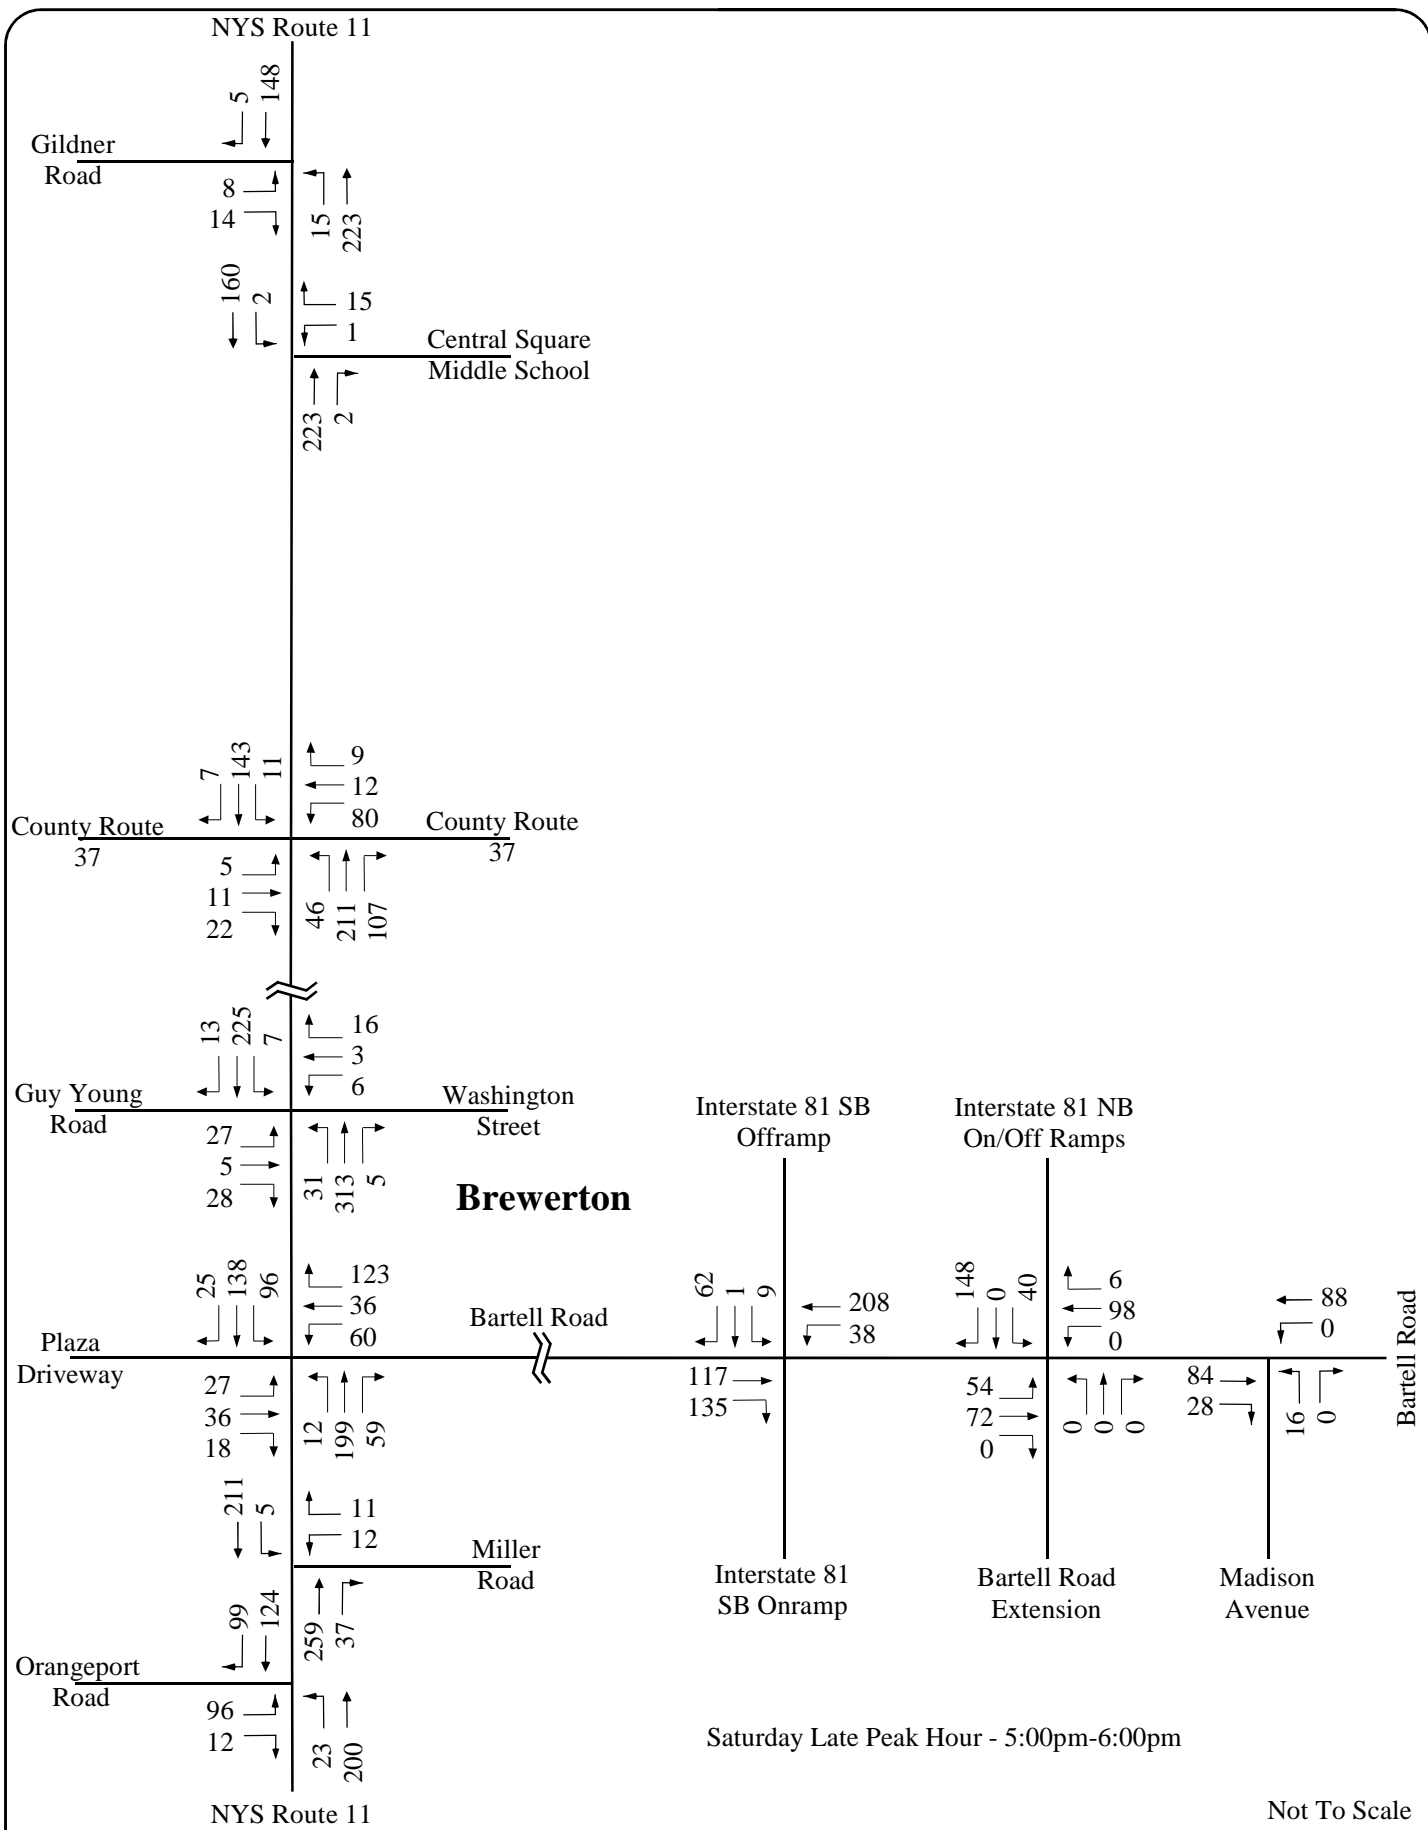 NYS Route 11
5
148
Gildner
Road
8
14
15
223
160
2
15
1
Central Square
Middle School
223
2
7
143
11
9
12
80
County Route
37
County Route
37
5
11
22
46
211
107
13
225
7
16
3
6
Guy Young
Road
Washington
Street
27
5
28
31
313
5
Brewerton
Interstate 81 SB
Offramp
Interstate 81 NB
On/Off Ramps
25
138
96
123
36
60
Plaza
Driveway
Bartell Road
27
36
18
12
199
59
62
1
9
208
38
117
135
148
0
40
6
98
0
54
72
0
0
0
0
88
0
84
28
16
0
Bartell Road
211
5
11
12
Miller
Road
259
37
Interstate 81
SB Onramp
Bartell Road
Extension
Madison
Avenue
99
124
Orangeport
Road
96
12
23
200
Saturday Late Peak Hour - 5:00pm-6:00pm
NYS Route 11
Not To Scale